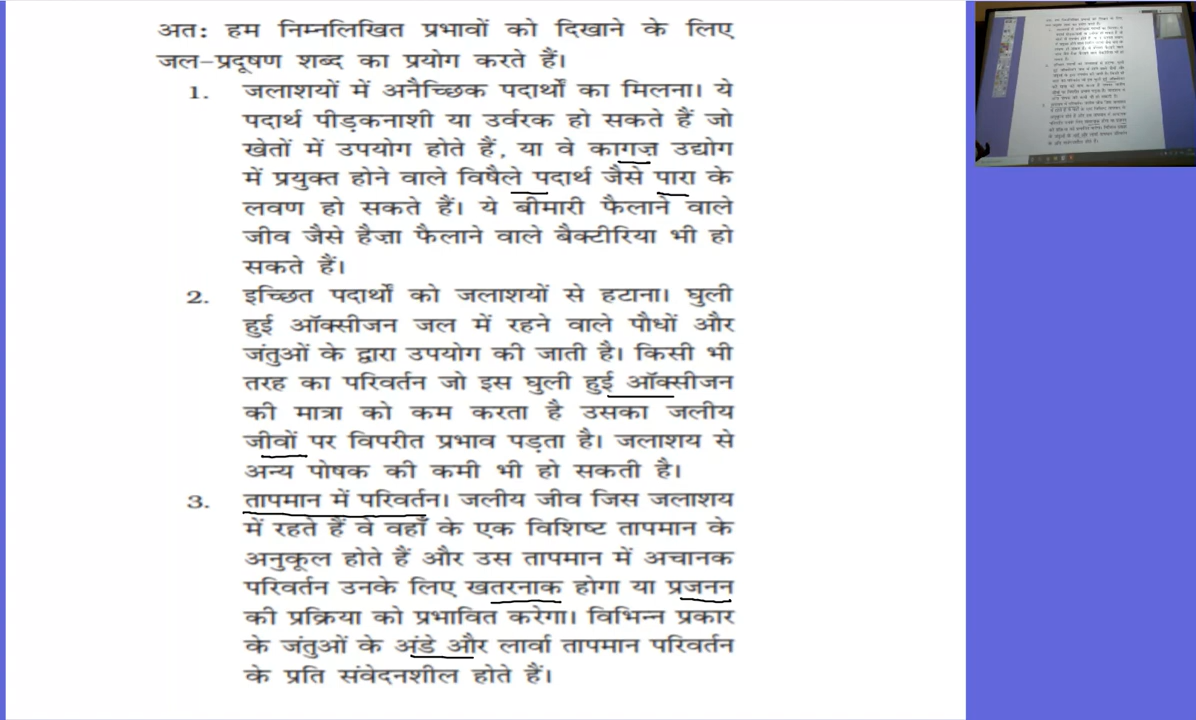 अत: हम निम्नलिखित प्रभावों को दिखाने के लिए
जल-प्रदूषण शब्द का प्रयोग करते हैं।
1. जलाशयों में अनैच्छिक पदार्थों का मिलना। ये
पदार्थ पीड़कनाशी या उर्वरक हो सकते हैं जो
खेतों में उपयोग होते हैं, या वे कागज़ उद्योग
में प्रयुक्त होने वाले विषैले पदार्थ जैसे पारा के
लवण हो सकते हैं। ये बीमारी फैलाने वाले
जीव जैसे हैज़ा फैलाने वाले बैक्टीरिया भी हो
सकते हैं।
2. इच्छित पदार्थों को जलाशयों से हटाना। घुली
हुई ऑक्सीजन जल में रहने वाले पौधों और
जंतुओं के द्वारा उपयोग की जाती है। किसी भी
तरह का परिवर्तन जो इस घुली हुई ऑक्सीजन
की मात्रा को कम करता है उसका जलीय
जीवों पर विपरीत प्रभाव पड़ता है। जलाशय से
अन्य पोषक की कमी भी हो सकती है।
3. तापमान में परिवर्तन। जलीय जीव जिस जलाशय
में रहते हैं वे वहाँ के एक विशिष्ट तापमान के
अनुकूल होते हैं और उस तापमान में अचानक
परिवर्तन उनके लिए खतरनाक होगा या प्रजनन
की प्रक्रिया को प्रभावित करेगा। विभिन्न प्रकार
के जंतुओं के अंडे और लार्वा तापमान परिवर्तन
के प्रति संवेदनशील होते हैं।